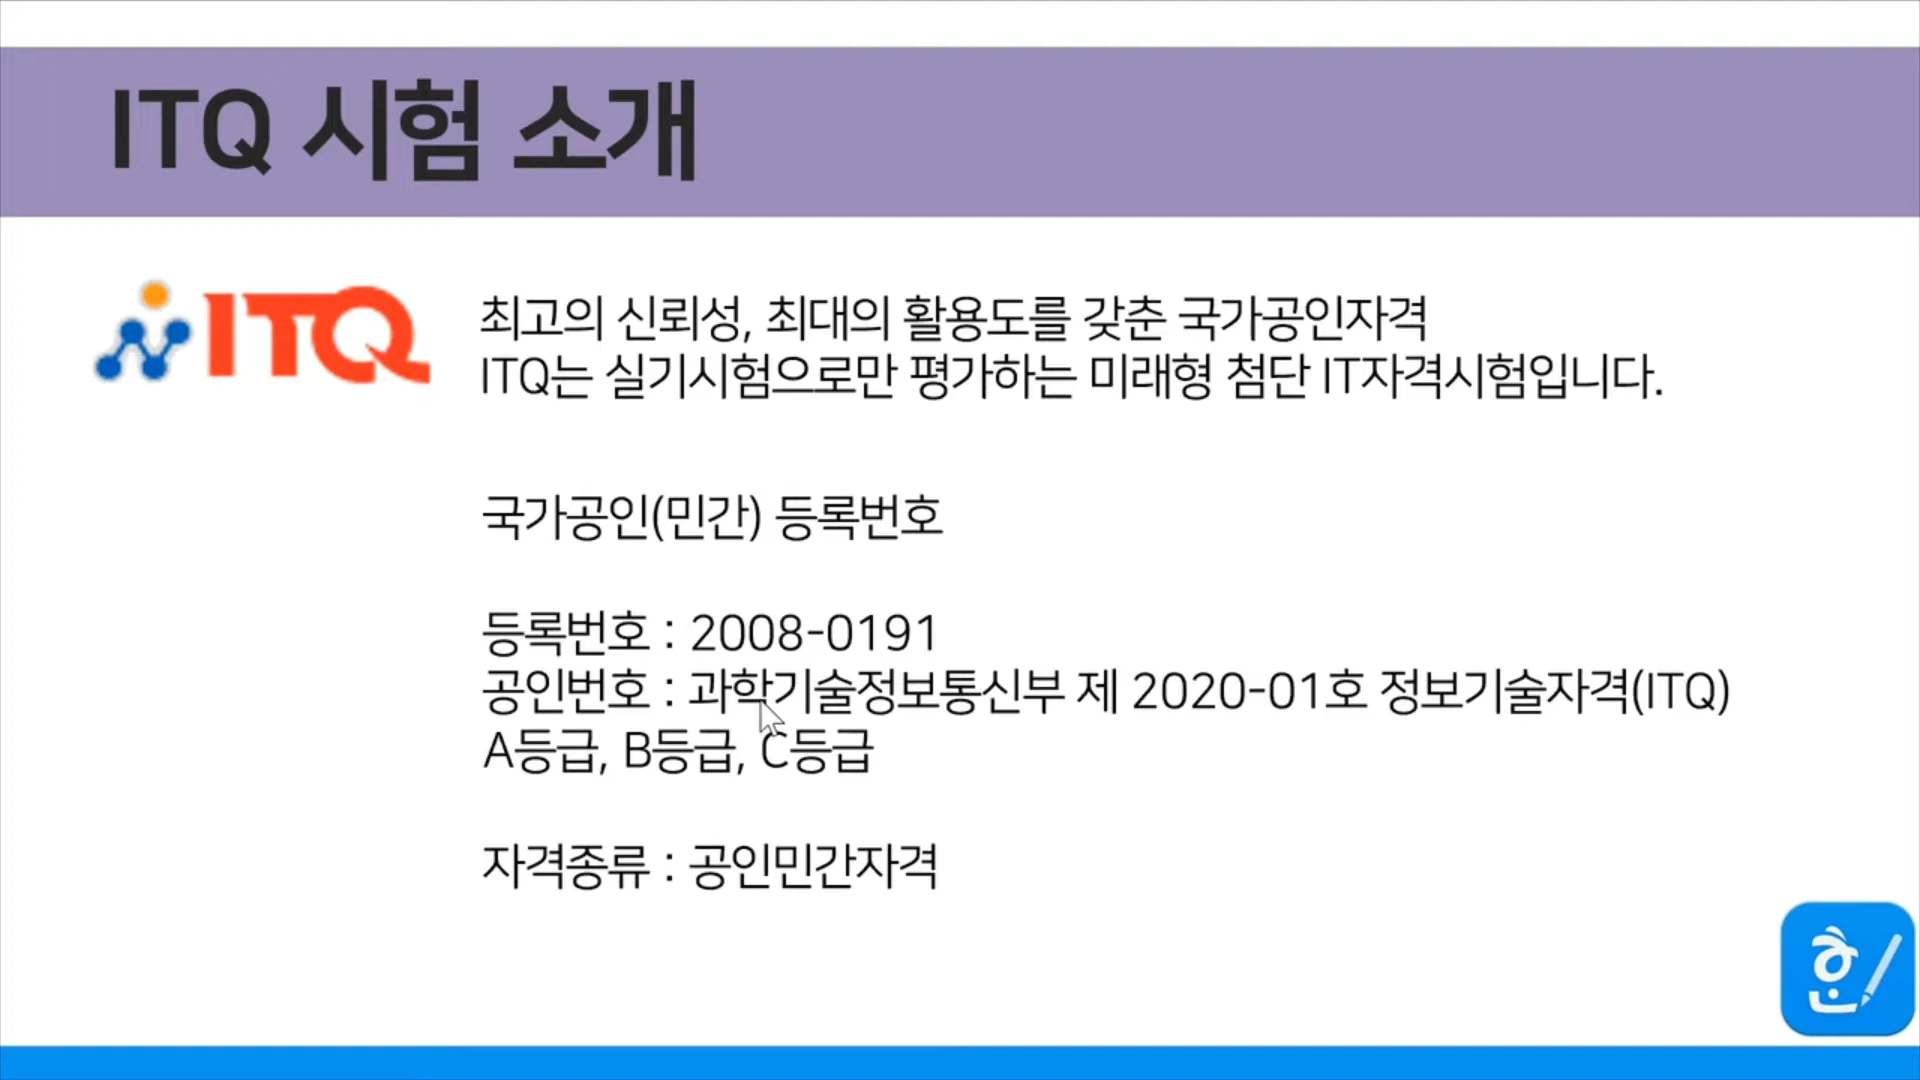 ITQ 시험 소개
ITQ
최고의 신뢰성, 최대의 활용도를 갖춘 국가공인자격
ITQ는 실기시험으로만 평가하는 미래형 첨단 IT자격시험입니다.
국가공인(민간) 등록번호
등록번호 : 2008-0191
공인번호 : 과학기술정보통신부 제 2020-01호 정보기술자격(ITQ)
A등급, B등급, C등급
자격종류 : 공인민간자격
한